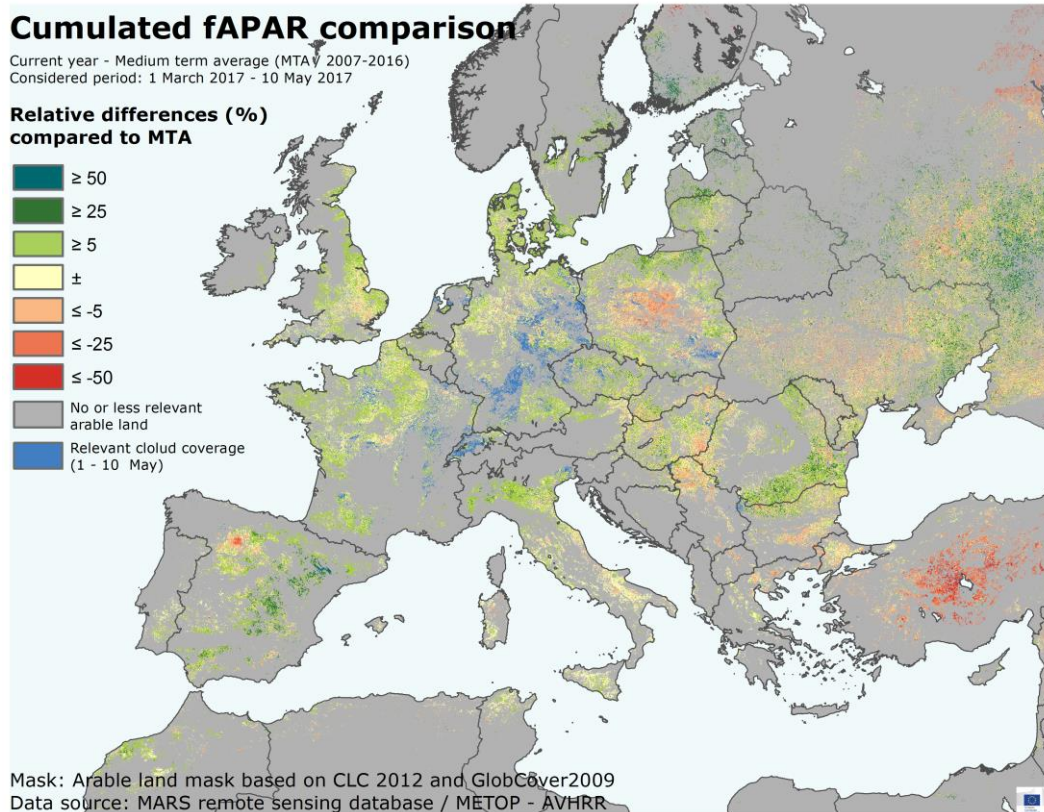 Cumulated fAPAR comparison
Current year - Medium term average (MTA, 2007-2016)
Considered period: 1 March 2017 - 10 May 2017
Relative differences (%)
compared to MTA
≥ 50
≥ 25
≥ 5
±
≤ -5
≤ -25
≤ -50
No or less relevant
arable land
Relevant clolud coverage
(1 - 10 May)
Mask: Arable land mask based on CLC 2012 and GlobCover2009
Data source: MARS remote sensing database / METOP - AVHRR